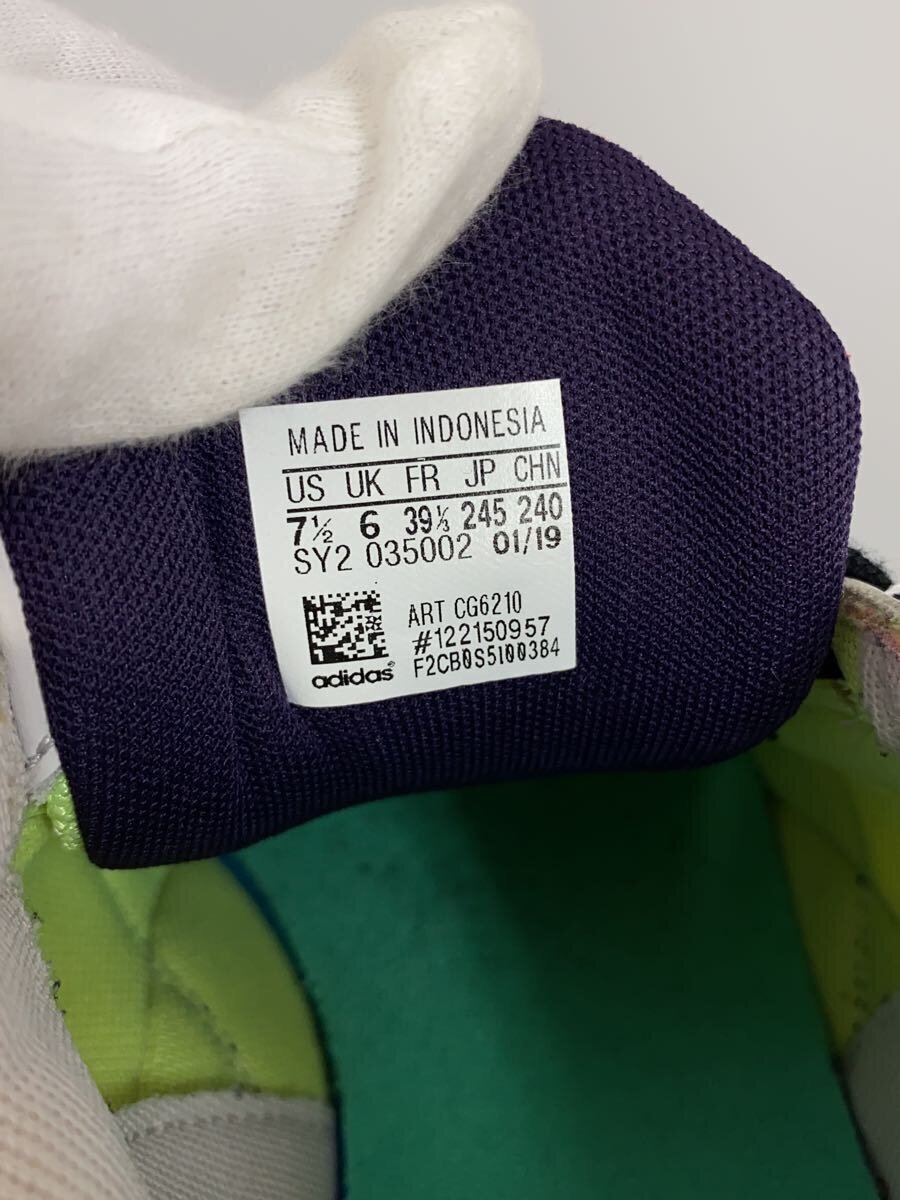 MADE IN INDONESIA
US UK FR JP CHN
7½ 6 39⅓ 245 240
SY2 035002 01/19
ART CG6210
#122150957
F2CB0S5100384
adidas®